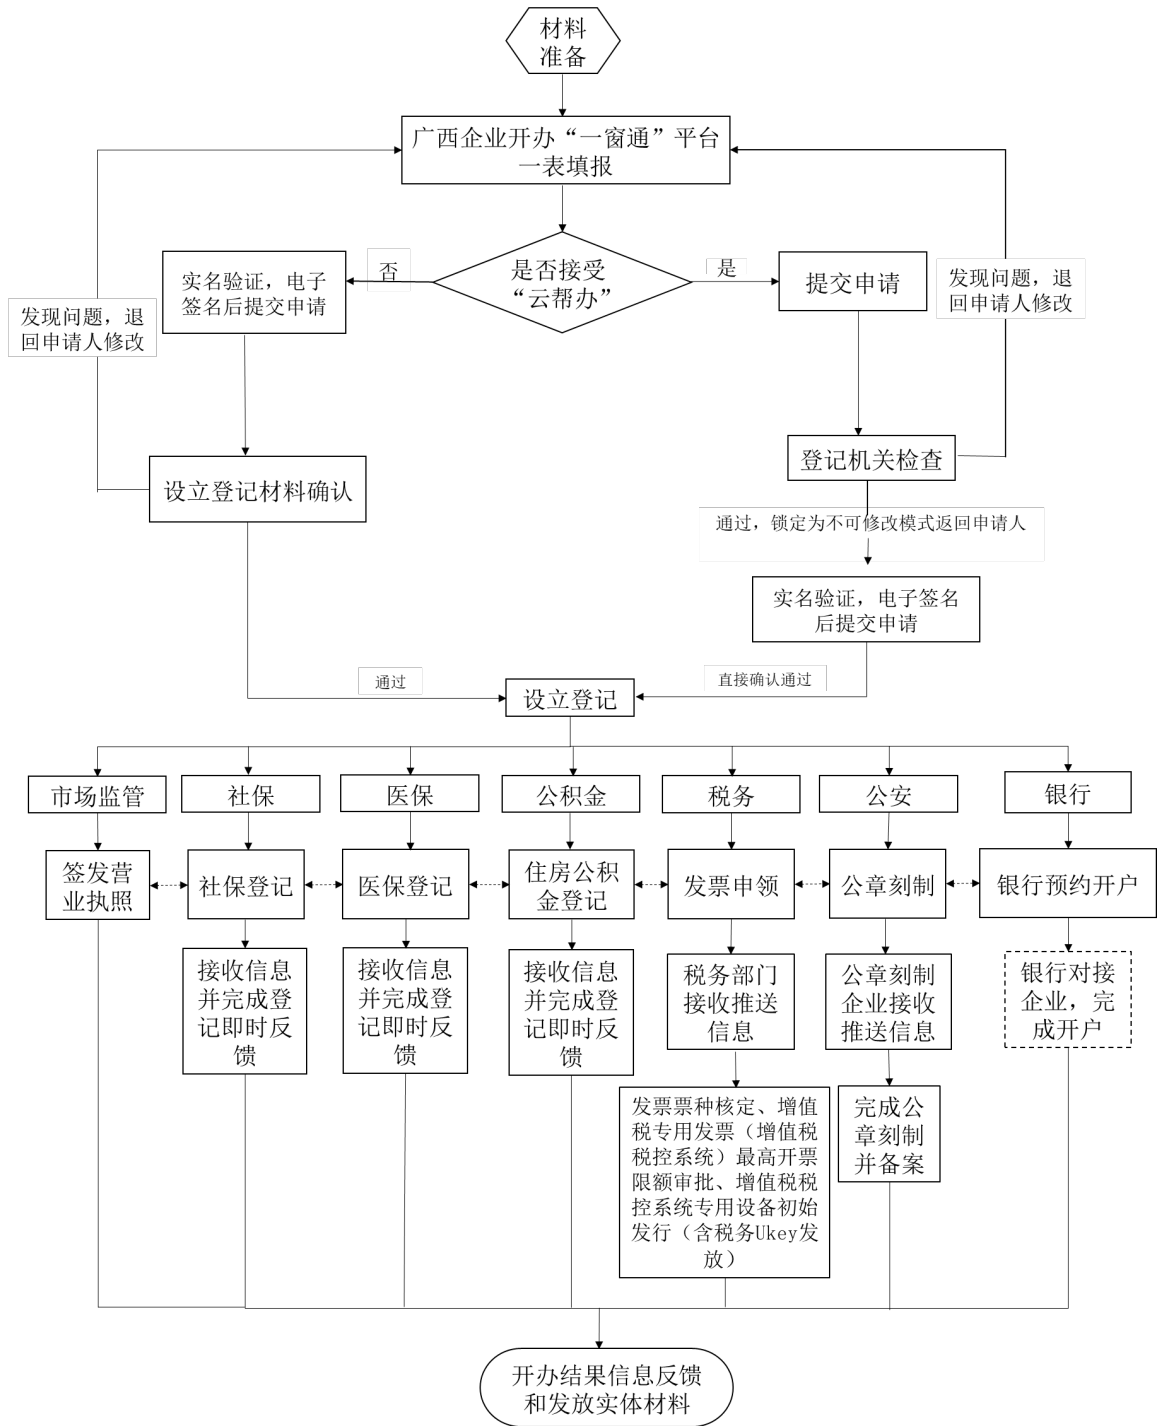 材料
准备
广西企业开办“一窗通”平台
一表填报
是否接受
“云帮办”
否
是
实名验证，电子
签名后提交申请
提交申请
发现问题，退
回申请人修改
发现问题，退
回申请人修改
设立登记材料确认
登记机关检查
通过，锁定为不可修改模式返回申请人
实名验证，电子签名
后提交申请
通过
直接确认通过
设立登记
市场监管
社保
医保
公积金
税务
公安
银行
签发营
业执照
社保登记
医保登记
住房公积
金登记
发票申领
公章刻制
银行预约开户
接收信息
并完成登
记即时反
馈
接收信息
并完成登
记即时反
馈
接收信息
并完成登
记即时反
馈
税务部门
接收推送
信息
公章刻制
企业接收
推送信息
银行对接
企业，完
成开户
发票票种核定、增值
税专用发票（增值税
税控系统）最高开票
限额审批、增值税税
控系统专用设备初始
发行（含税务Ukey发
放）
完成公
章刻制
并备案
开办结果信息反馈
和发放实体材料